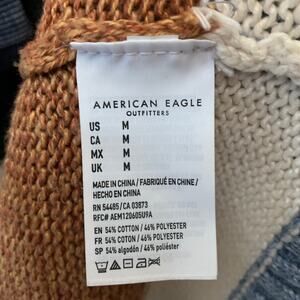 AMERICAN EAGLE
OUTFITTERS
US M
CA M
MX M
UK M
MADE IN CHINA / FABRIQUÉ EN CHINE /
HECHO EN CHINA
RN 54485/CA 03873
RFC# AEM120605U9A
EN 54% COTTON / 46% POLYESTER
FR 54% COTON / 46% POLYESTER
SP 54% algodón / 46% poliéster